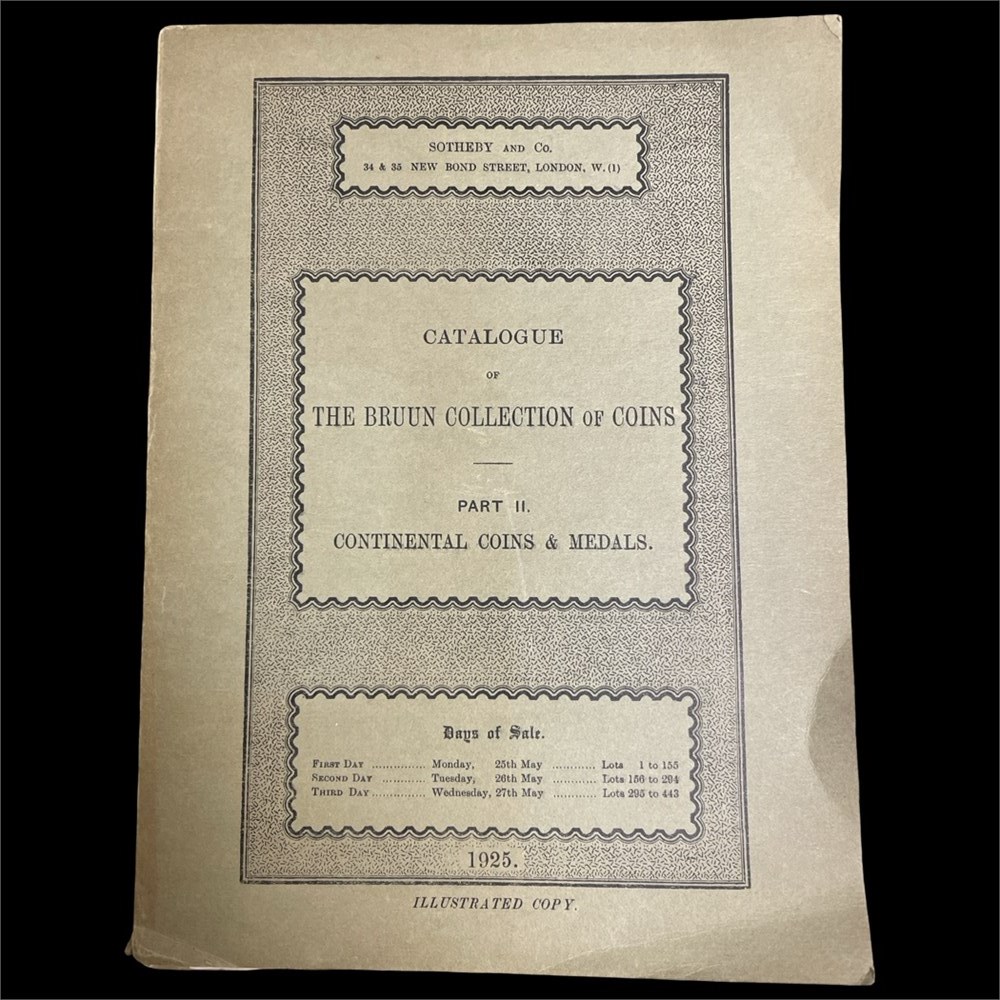 SOTHEBY AND CO.
34 & 35 NEW BOND STREET, LONDON, W.(1)
CATALOGUE
OF
THE BRUUN COLLECTION OF COINS
PART II.
CONTINENTAL COINS & MEDALS.
Days of Sale.
FIRST DAY .............. Monday, 25th May ........... Lots 1 to 155
SECOND DAY ........... Tuesday, 26th May ........... Lots 156 to 294
THIRD DAY .............. Wednesday, 27th May ........... Lots 295 to 443
1925.
ILLUSTRATED COPY.